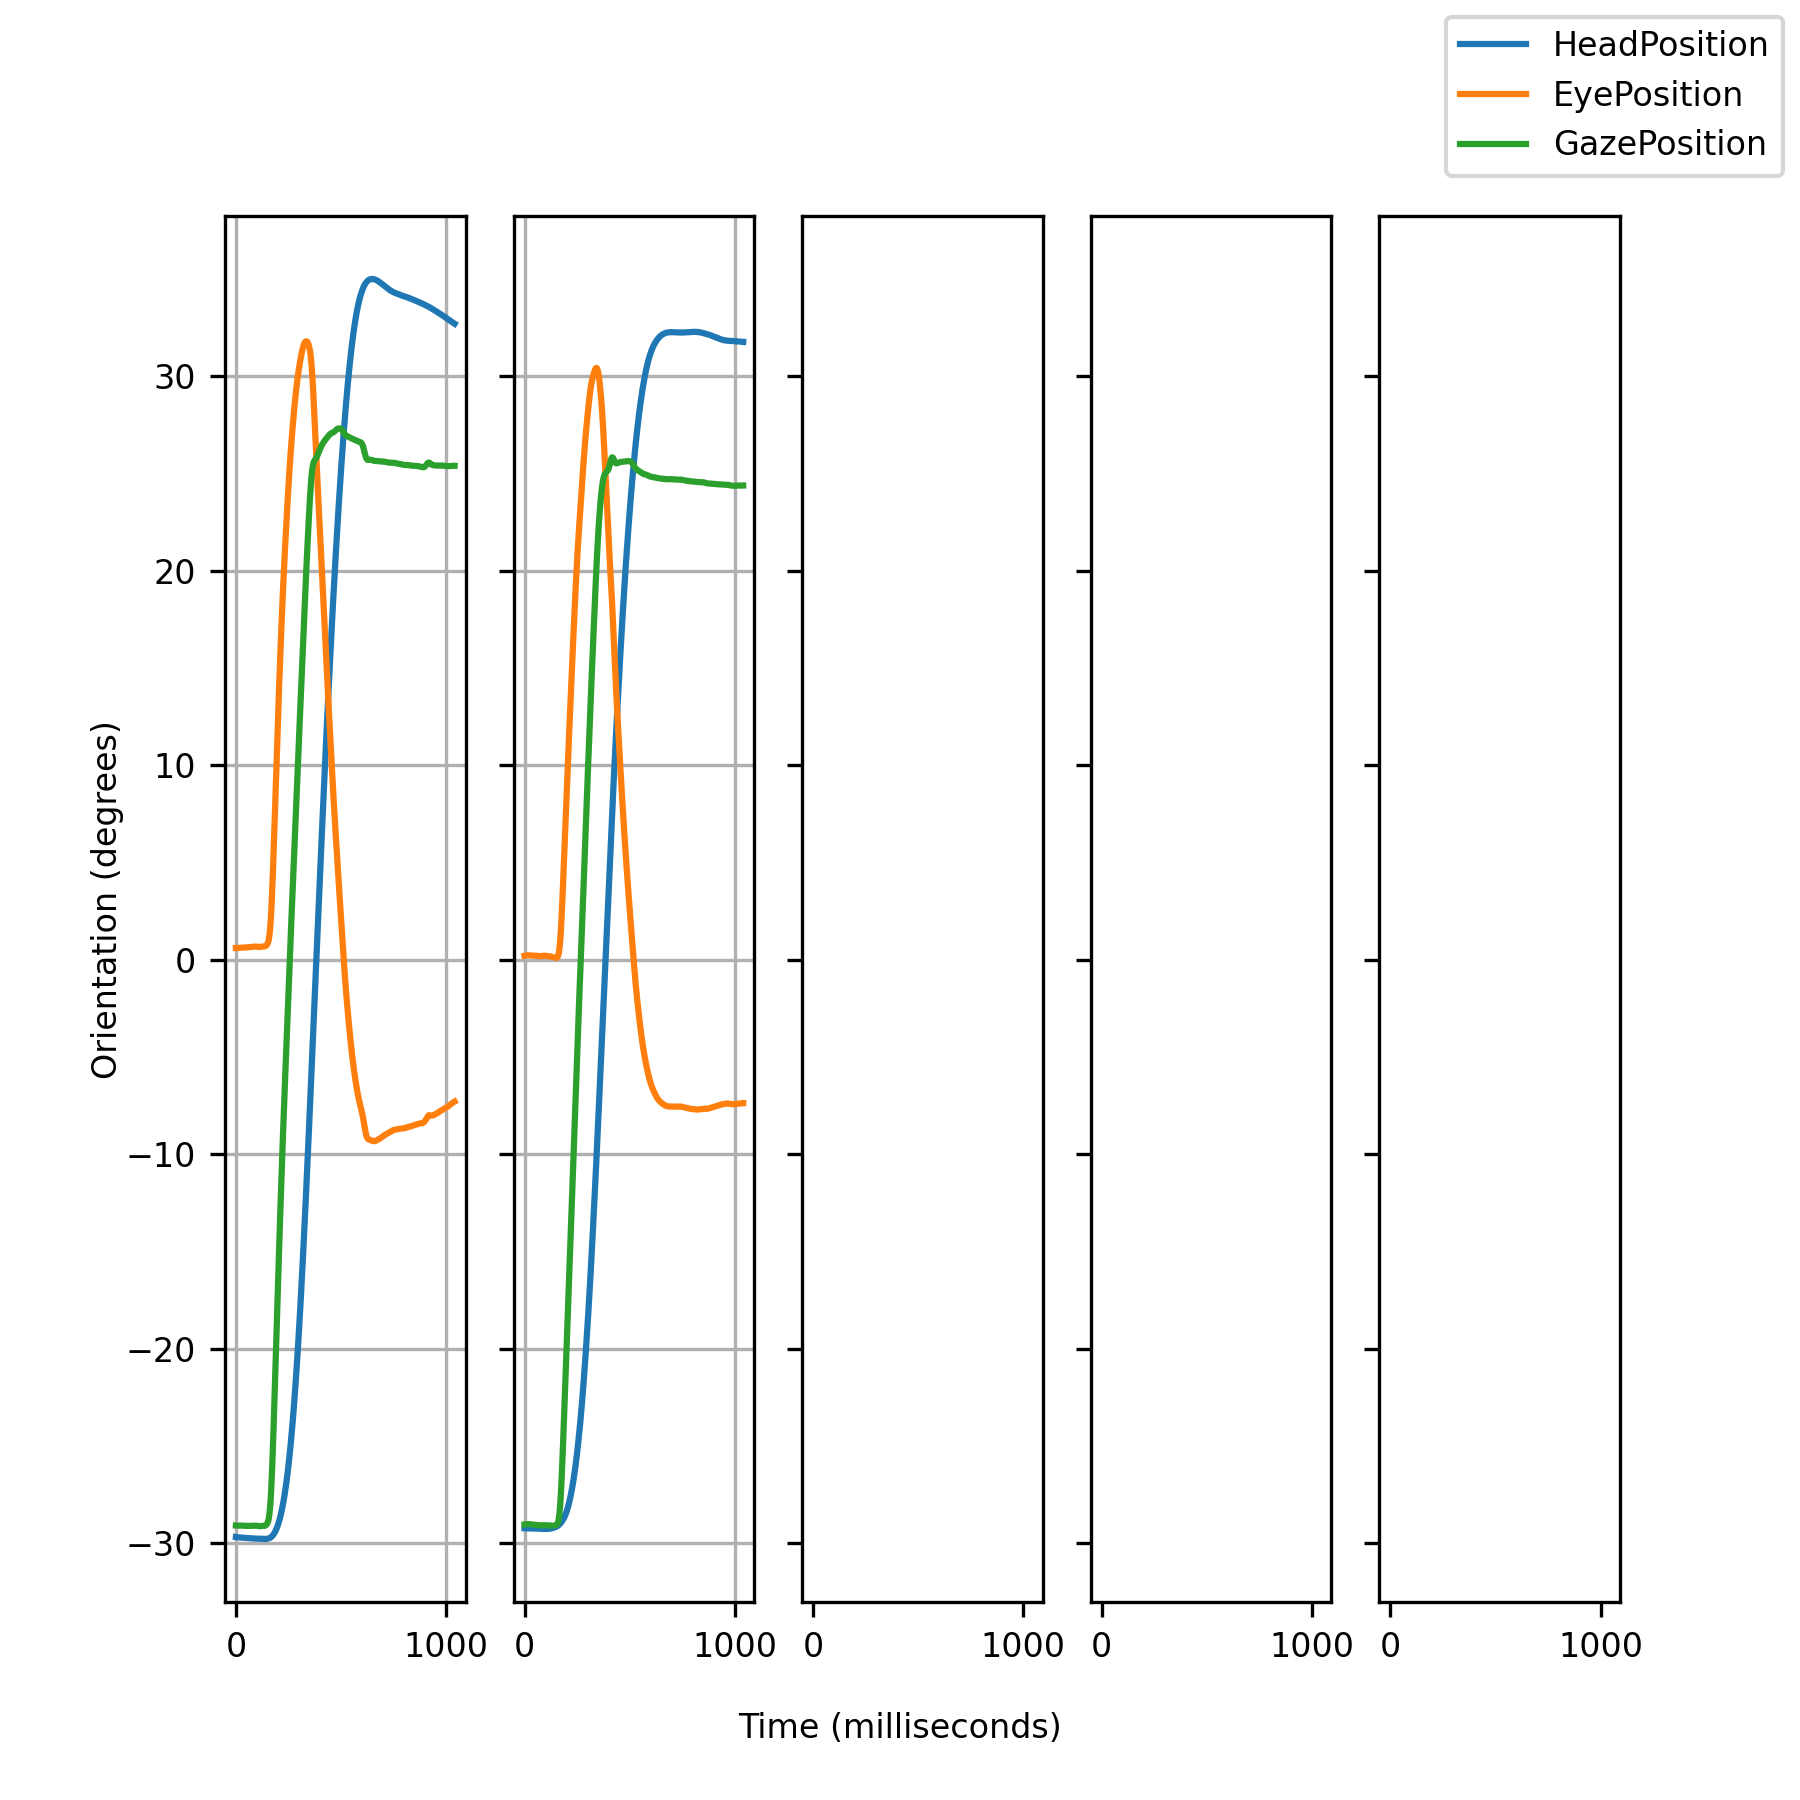 HeadPosition
EyePosition
GazePosition
30
20
10
0
−10
−20
−30
Orientation (degrees)
0 1000 0 1000 0 1000 0 1000 0 1000
Time (milliseconds)